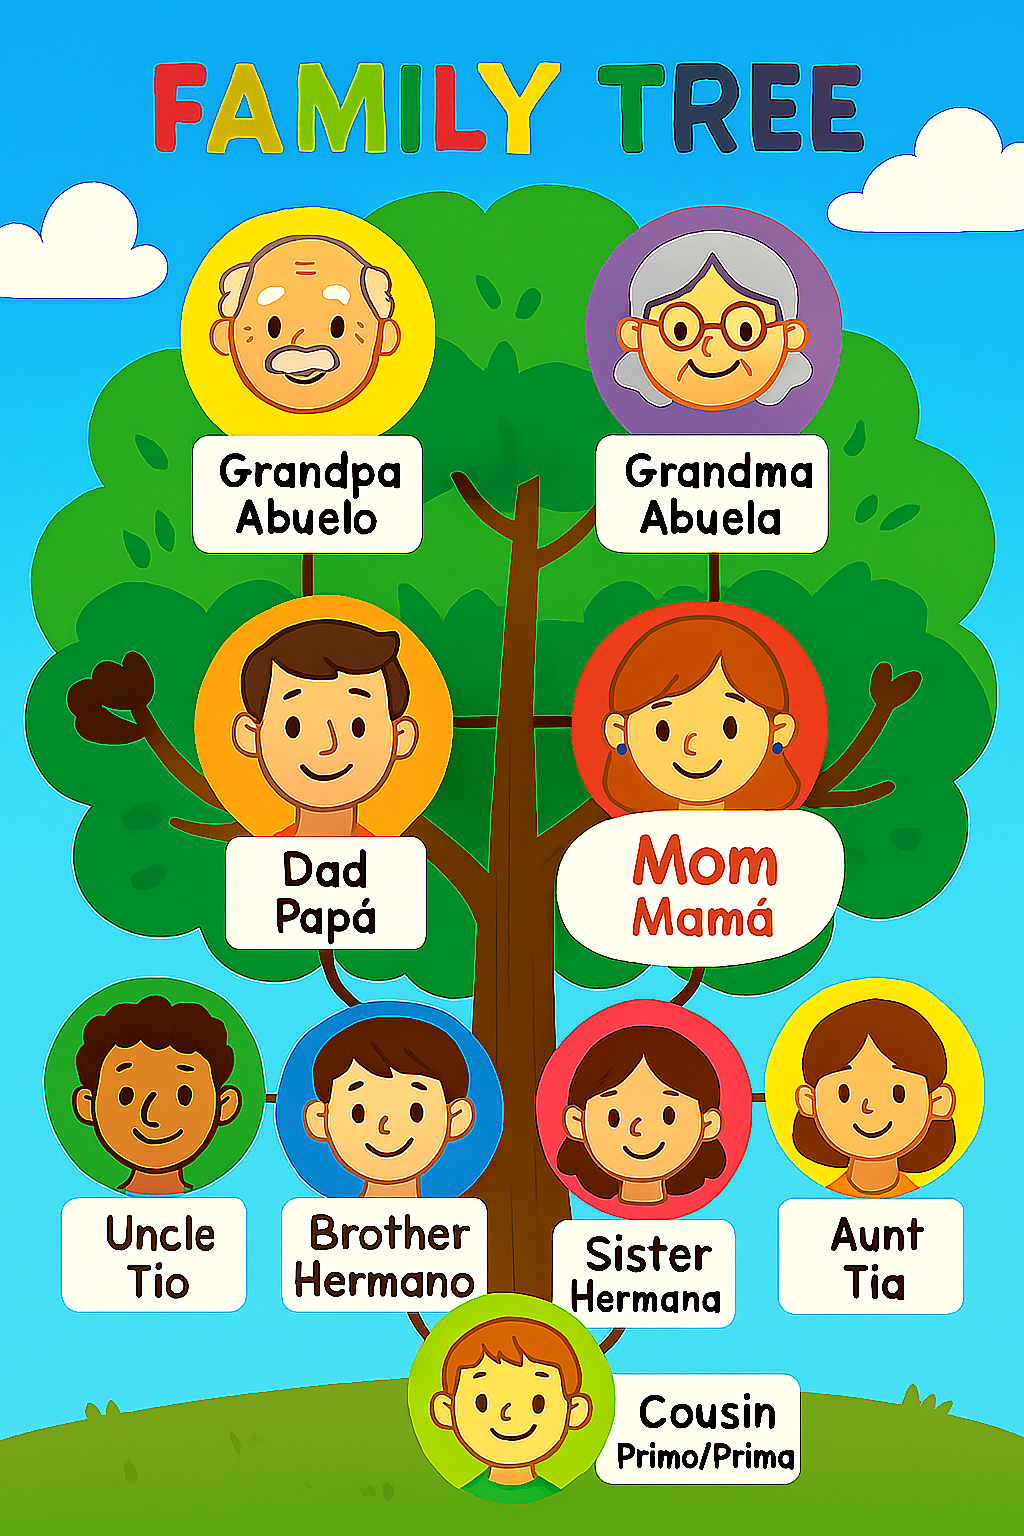 FAMILY TREE
Grandpa
Abuelo
Grandma
Abuela
Dad
Papá
Mom
Mamá
Uncle
Tio
Brother
Hermano
Sister
Hermana
Aunt
Tia
Cousin
Primo/Prima